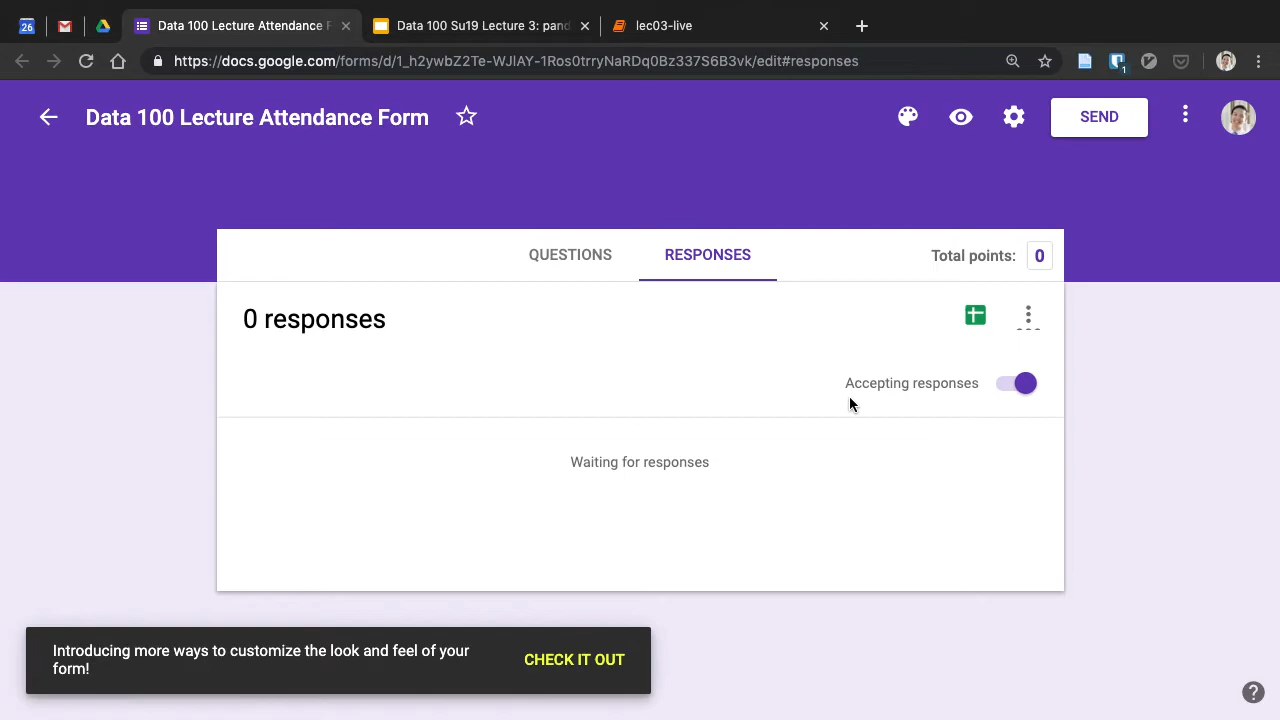 26
Data 100 Lecture Attendance F
Data 100 Su19 Lecture 3: pand
lec03-live
https://docs.google.com/forms/d/1_h2ywbZ2Te-WJlAY-1Ros0trryNaRDq0Bz337S6B3vk/edit#responses
1
Data 100 Lecture Attendance Form
SEND
QUESTIONS
RESPONSES
Total points:
0
0 responses
Accepting responses
Waiting for responses
Introducing more ways to customize the look and feel of your
form!
CHECK IT OUT